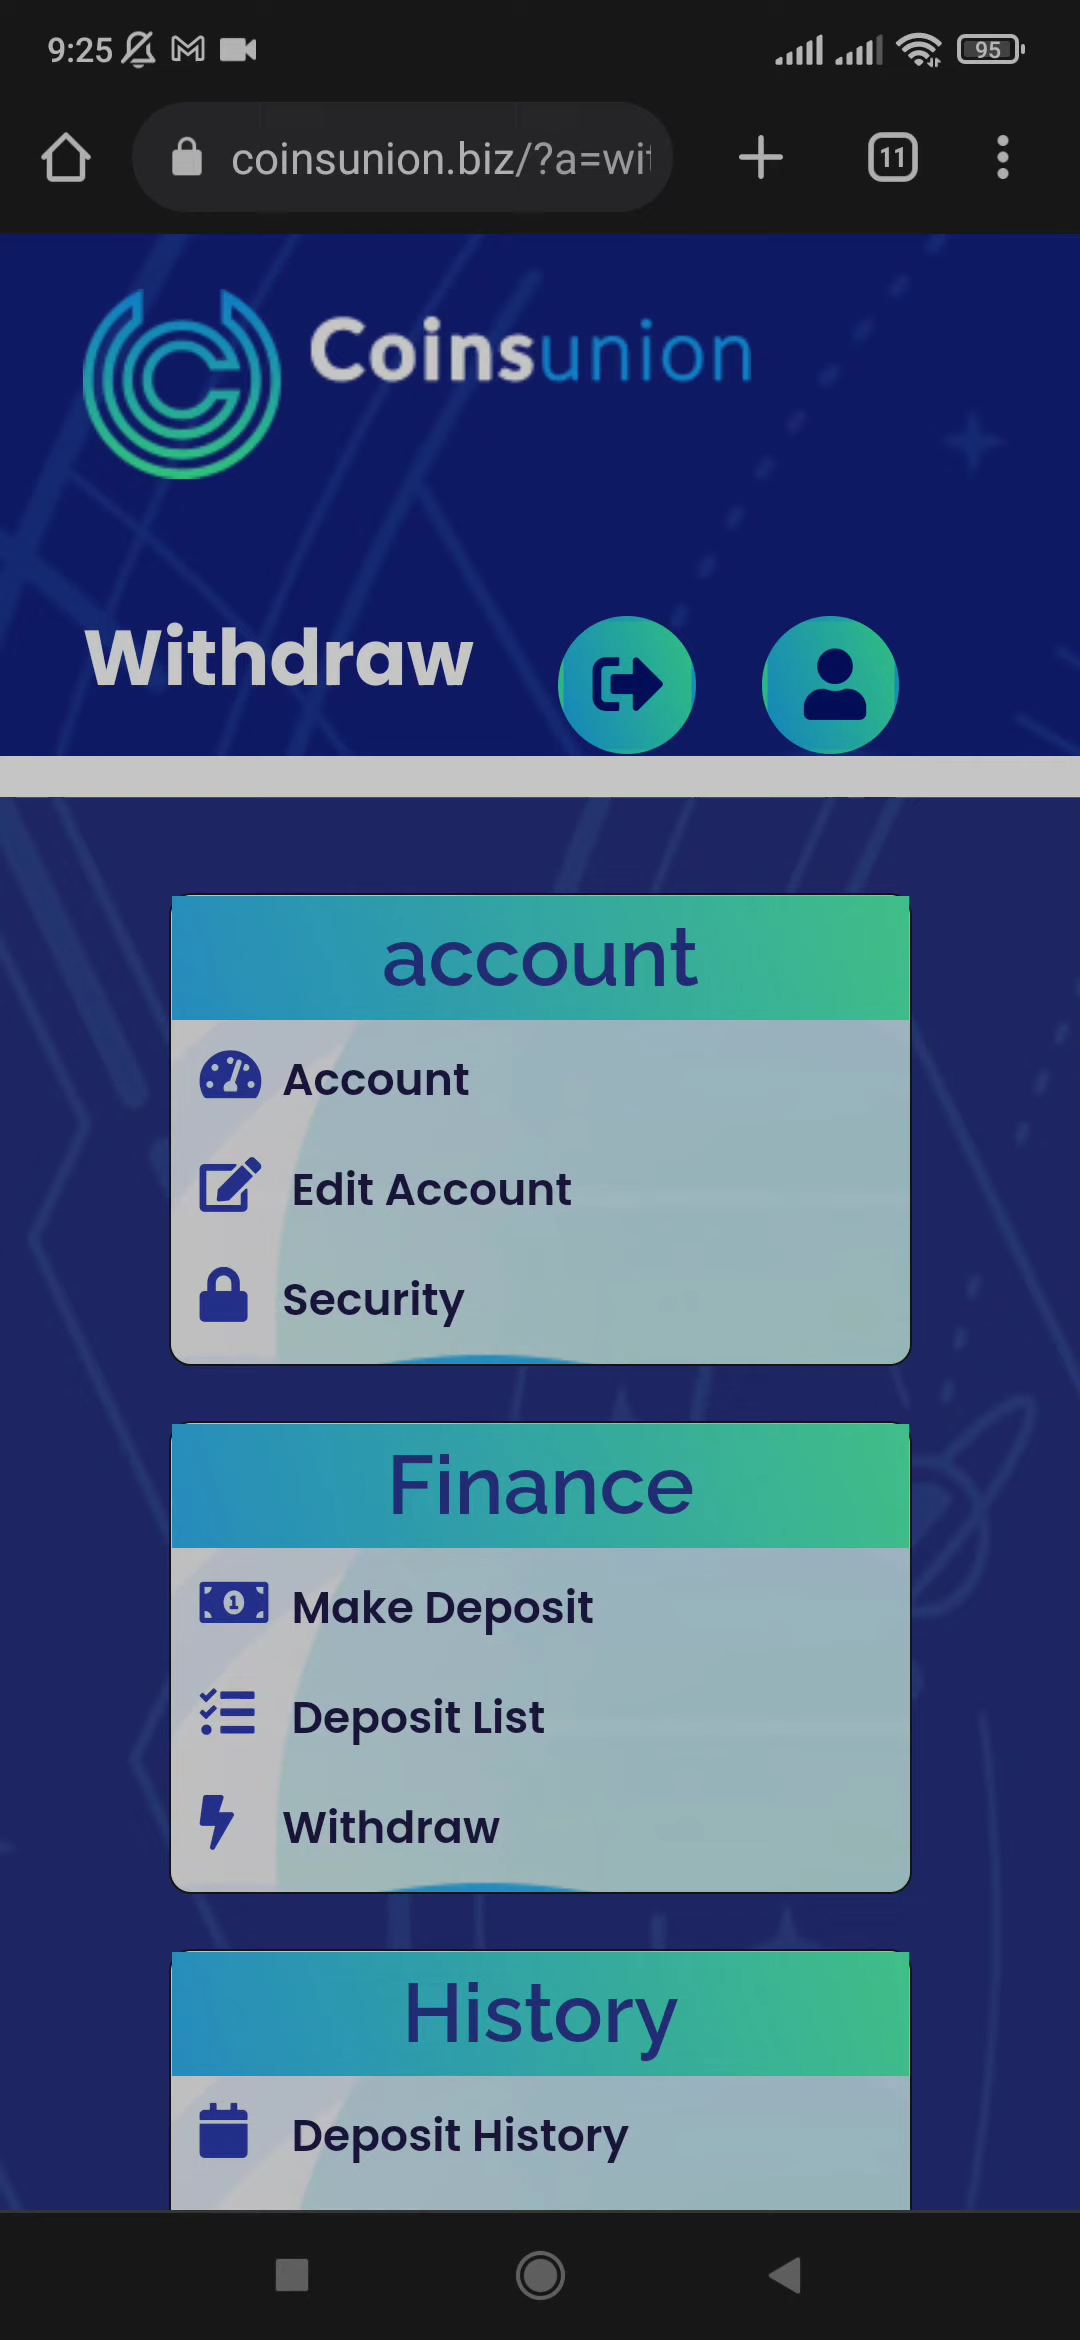 9:25
95
coinsunion.biz/?a=wit
11
Coinsunion
Withdraw
account
Account
Edit Account
Security
Finance
Make Deposit
Deposit List
Withdraw
History
Deposit History